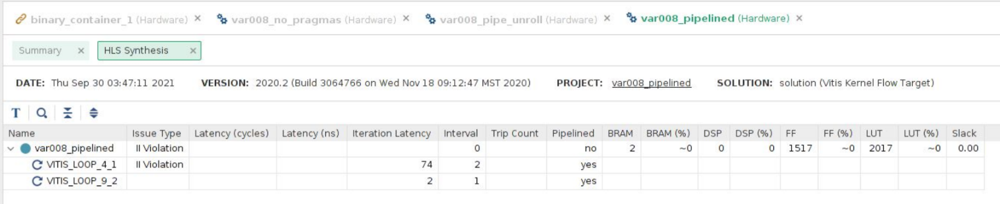 binary_container_1 (Hardware) × var008_no_pragmas (Hardware) × var008_pipe_unroll (Hardware) × var008_pipelined (Hardware) ×
Summary × HLS Synthesis ×
DATE: Thu Sep 30 03:47:11 2021 VERSION: 2020.2 (Build 3064766 on Wed Nov 18 09:12:47 MST 2020) PROJECT: var008_pipelined SOLUTION: solution (Vitis Kernel Flow Target)
T
Name Issue Type Latency (cycles) Latency (ns) Iteration Latency Interval Trip Count Pipelined BRAM BRAM (%) DSP DSP (%) FF FF (%) LUT LUT (%) Slack
var008_pipelined II Violation 0 no 2 ~0 0 0 1517 ~0 2017 ~0 0.00
VITIS_LOOP_4_1 II Violation 74 2 yes
VITIS_LOOP_9_2 2 1 yes